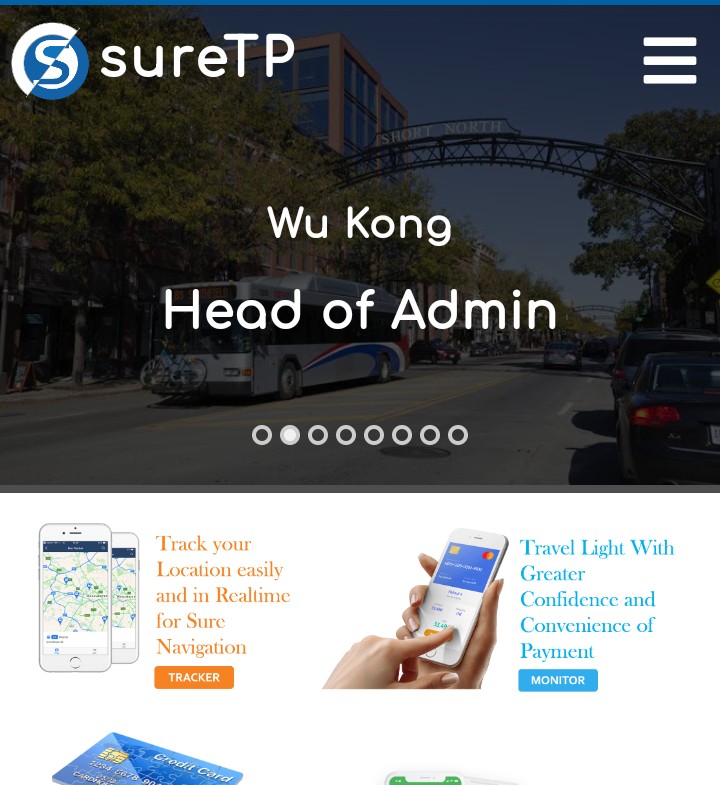 sureTP
SHORT NORTH
Wu Kong
Head of Admin
Track your
Location easily
and in Realtime
for Sure
Navigation
TRACKER
Travel Light With
Greater
Confidence and
Convenience of
Payment
MONITOR
Credit Card